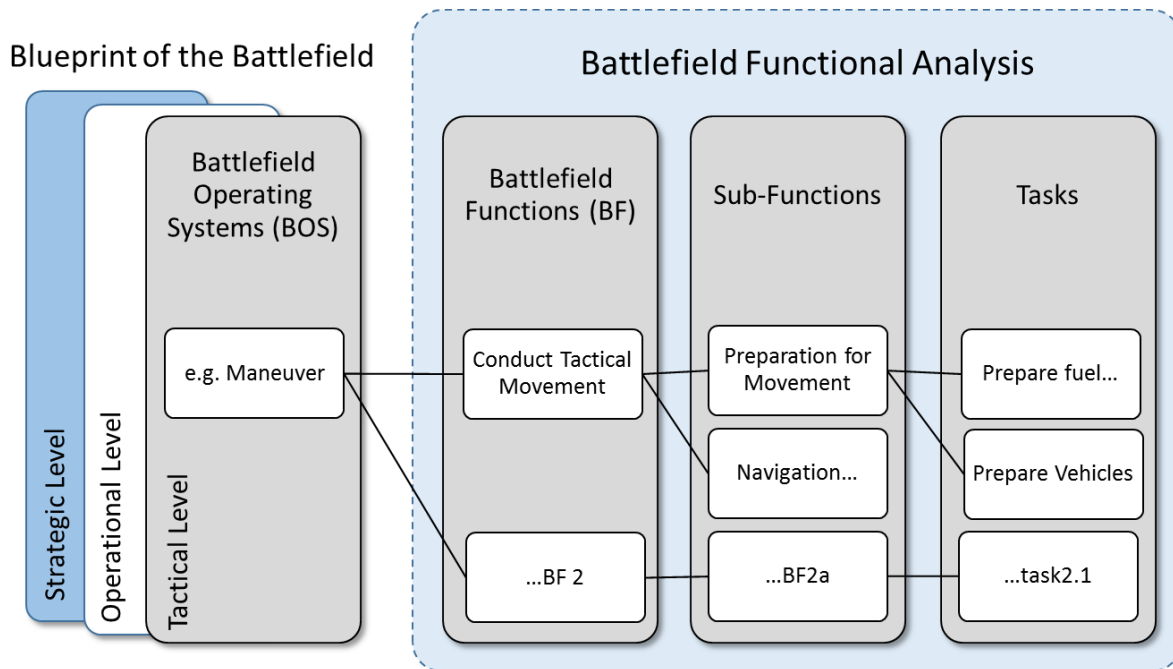 Blueprint of the Battlefield
Strategic Level
Operational Level
Tactical Level
Battlefield
Operating
Systems (BOS)
e.g. Maneuver
Battlefield Functional Analysis
Battlefield
Functions (BF)
Conduct Tactical
Movement
...BF 2
Sub-Functions
Preparation for
Movement
Navigation...
...BF2a
Tasks
Prepare fuel...
Prepare Vehicles
...task2.1